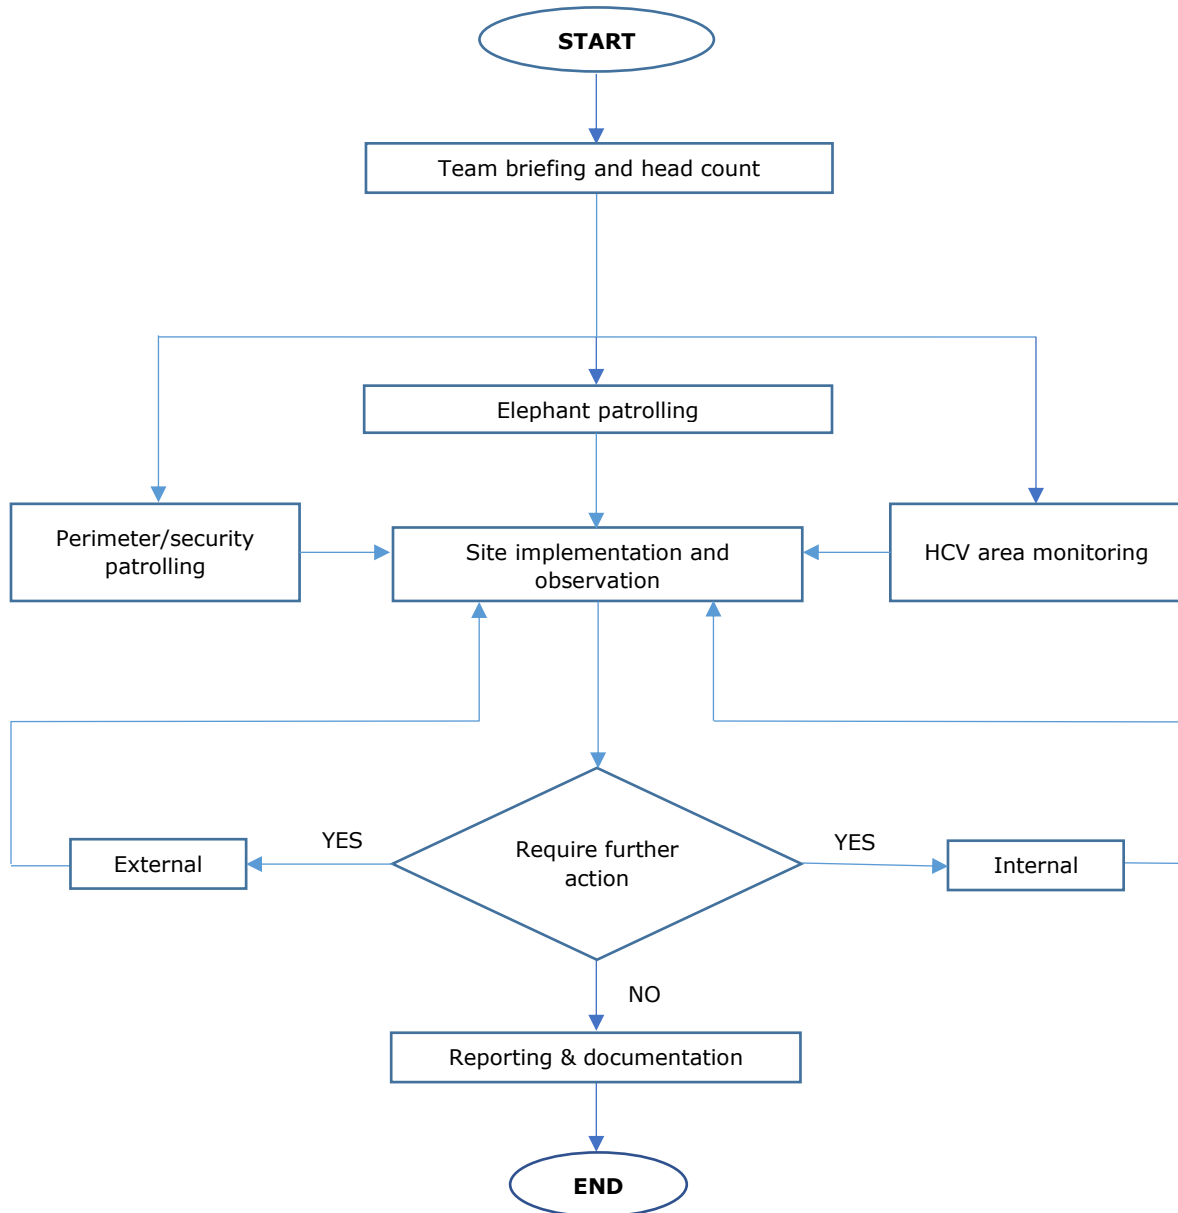 START
Team briefing and head count
Elephant patrolling
Perimeter/security
patrolling
Site implementation and
observation
HCV area monitoring
YES
YES
External
Require further
action
Internal
NO
Reporting & documentation
END